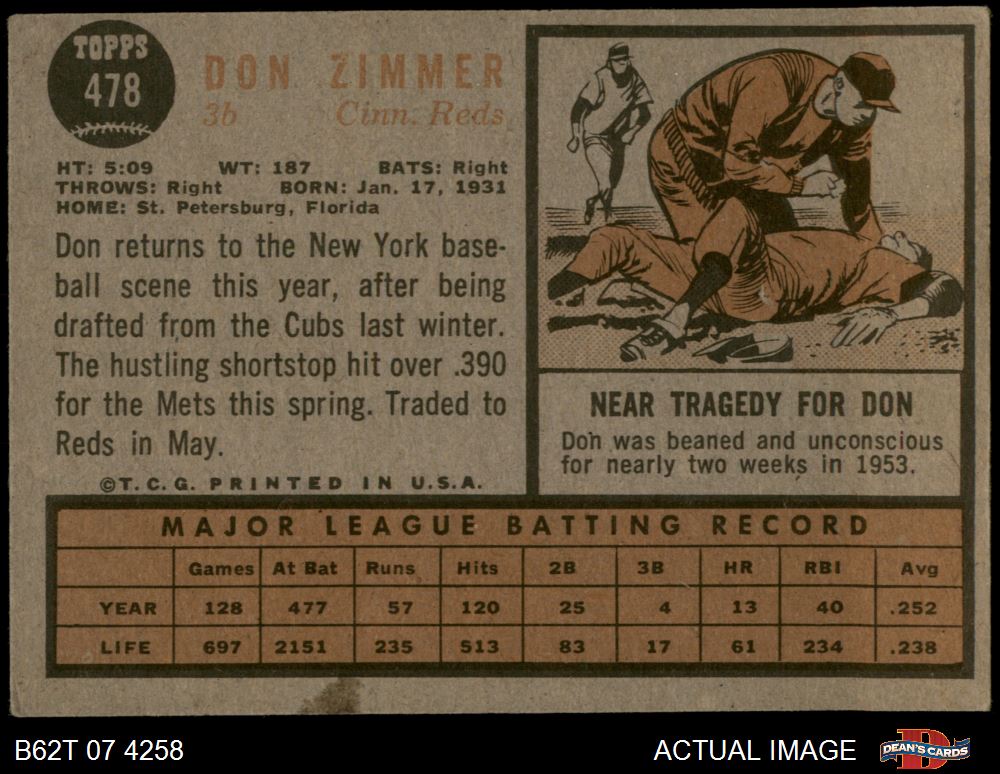 TOPPS
478
DON ZIMMER
3b Cinn. Reds
HT: 5:09 WT: 187 BATS: Right
THROWS: Right BORN: Jan. 17, 1931
HOME: St. Petersburg, Florida
Don returns to the New York base-
ball scene this year, after being
drafted from the Cubs last winter.
The hustling shortstop hit over .390
for the Mets this spring. Traded to
Reds in May.
©T.C.G. PRINTED IN U.S.A.
NEAR TRAGEDY FOR DON
Don was beaned and unconscious
for nearly two weeks in 1953.
MAJOR LEAGUE BATTING RECORD
Games At Bat Runs Hits 2B 3B HR RBI Avg
YEAR 128 477 57 120 25 4 13 40 .252
LIFE 697 2151 235 513 83 17 61 234 .238
B62T 07 4258
ACTUAL IMAGE
DEAN'S CARDS